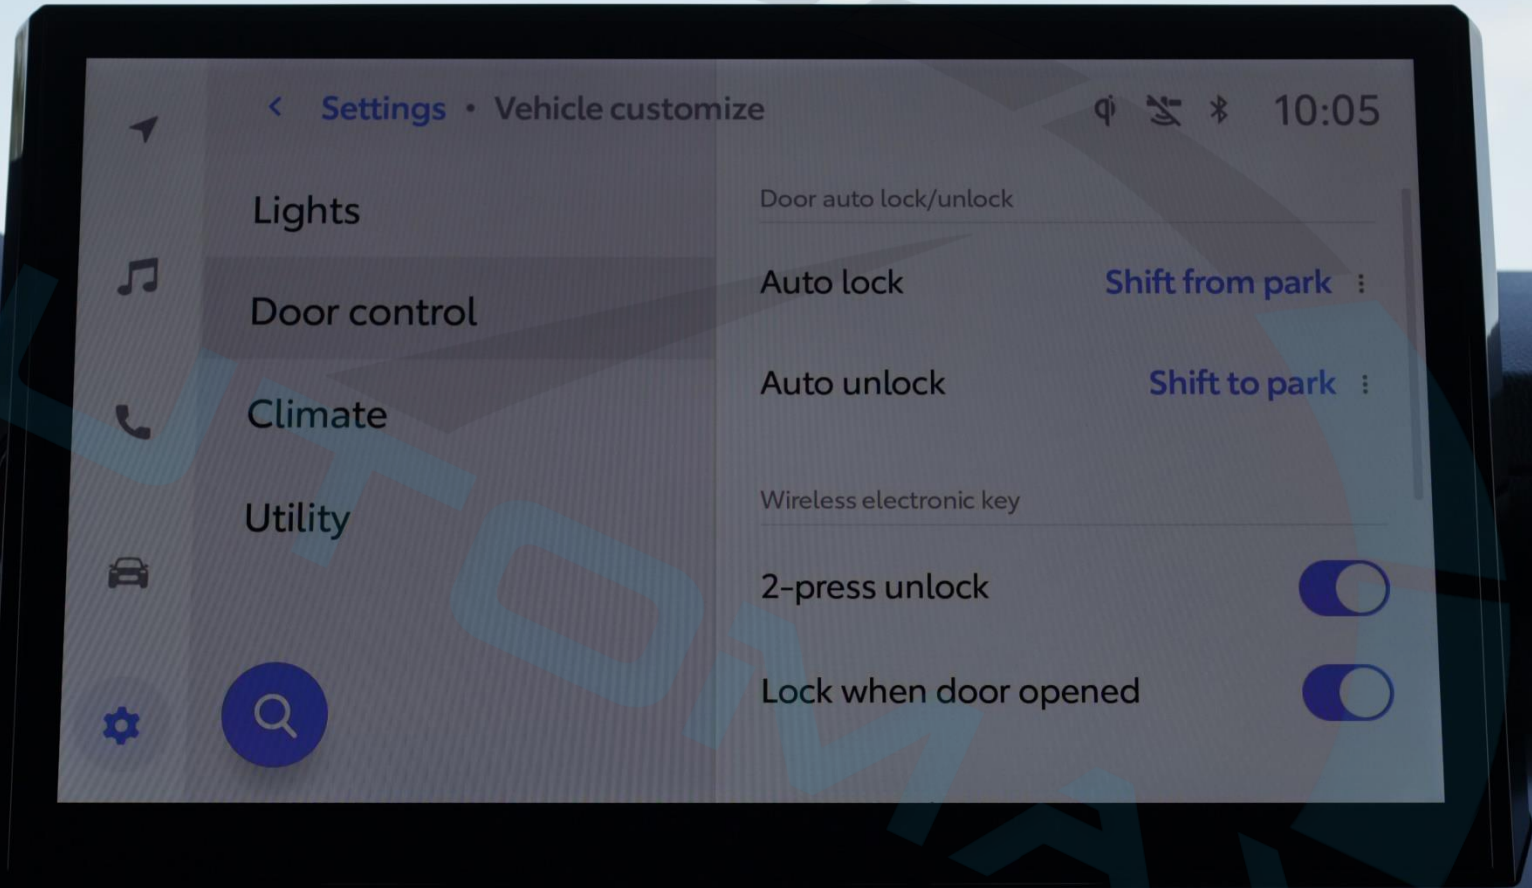 Settings • Vehicle customize
10:05
Lights
Door control
Climate
Utility
Door auto lock/unlock
Auto lock Shift from park
Auto unlock Shift to park
Wireless electronic key
2-press unlock
Lock when door opened
UTOMA